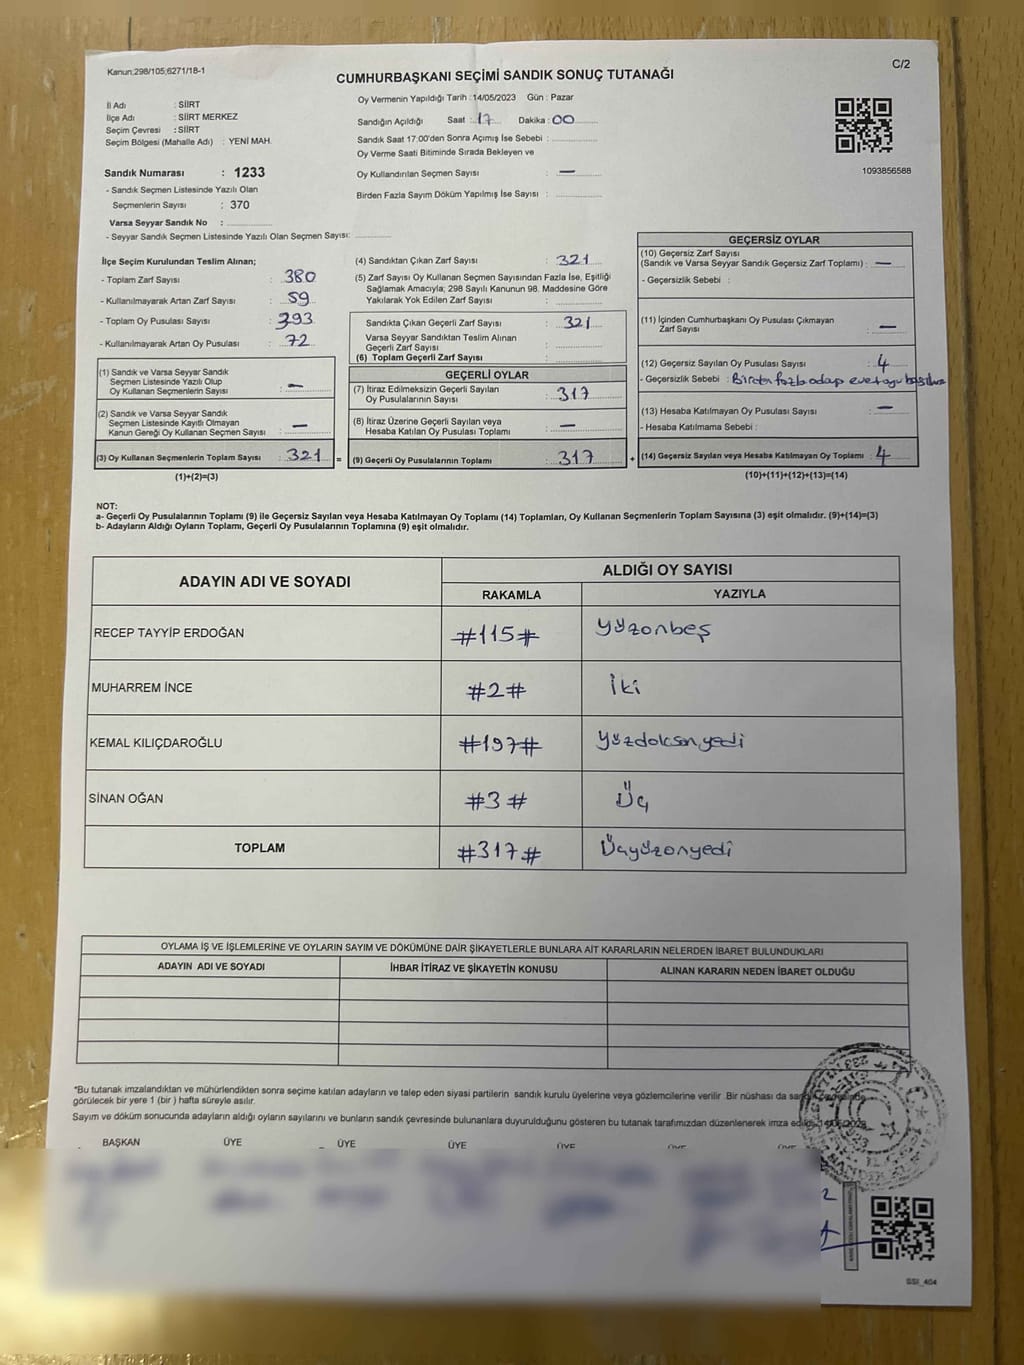 Kanun;298/105;6271/18-1
C/2
CUMHURBAŞKANI SEÇİMİ SANDIK SONUÇ TUTANAĞI
İl Adı : SİİRT
İlçe Adı : SİİRT MERKEZ
Seçim Çevresi : SİİRT
Seçim Bölgesi (Mahalle Adı) : YENİ MAH.
Oy Vermenin Yapıldığı Tarih : 14/05/2023 Gün : Pazar
Sandığın Açıldığı Saat : 17 Dakika : 00
Sandık Saat 17:00'den Sonra Açımış İse Sebebi :
Oy Verme Saati Bitiminde Sırada Bekleyen ve
Oy Kullandırılan Seçmen Sayısı : —
Birden Fazla Sayım Döküm Yapılmış İse Sayısı :
1093856588
Sandık Numarası : 1233
- Sandık Seçmen Listesinde Yazılı Olan
Seçmenlerin Sayısı : 370
Varsa Seyyar Sandık No :
- Seyyar Sandık Seçmen Listesinde Yazılı Olan Seçmen Sayısı:
İlçe Seçim Kurulundan Teslim Alınan;
- Toplam Zarf Sayısı : 380
- Kullanılmayarak Artan Zarf Sayısı : 59
- Toplam Oy Pusulası Sayısı : 393
- Kullanılmayarak Artan Oy Pusulası : 72
(1) Sandık ve Varsa Seyyar Sandık
Seçmen Listesinde Yazılı Olup
Oy Kullanan Seçmenlerin Sayısı : —
(2) Sandık ve Varsa Seyyar Sandık
Seçmen Listesinde Kayıtlı Olmayan
Kanun Gereği Oy Kullanan Seçmen Sayısı : —
(3) Oy Kullanan Seçmenlerin Toplam Sayısı : 321 =
(1)+(2)=(3)
(4) Sandıktan Çıkan Zarf Sayısı : 321
(5) Zarf Sayısı Oy Kullanan Seçmen Sayısından Fazla İse, Eşitliği
Sağlamak Amacıyla; 298 Sayılı Kanunun 98. Maddesine Göre
Yakılarak Yok Edilen Zarf Sayısı :
Sandıkta Çıkan Geçerli Zarf Sayısı : 321
Varsa Seyyar Sandıktan Teslim Alınan
Geçerli Zarf Sayısı :
(6) Toplam Geçerli Zarf Sayısı :
GEÇERLİ OYLAR
(7) İtiraz Edilmeksizin Geçerli Sayılan
Oy Pusulalarının Sayısı : 317
(8) İtiraz Üzerine Geçerli Sayılan veya
Hesaba Katılan Oy Pusulası Toplamı : —
(9) Geçerli Oy Pusulalarının Toplamı : 317 +
GEÇERSİZ OYLAR
(10) Geçersiz Zarf Sayısı
(Sandık ve Varsa Seyyar Sandık Geçersiz Zarf Toplamı) : —
- Geçersizlik Sebebi :
(11) İçinden Cumhurbaşkanı Oy Pusulası Çıkmayan
Zarf Sayısı : —
(12) Geçersiz Sayılan Oy Pusulası Sayısı : 4
- Geçersizlik Sebebi : Birden fazla adap evet oyu
(13) Hesaba Katılmayan Oy Pusulası Sayısı : —
- Hesaba Katılmama Sebebi :
(14) Geçersiz Sayılan veya Hesaba Katılmayan Oy Toplamı : 4
(10)+(11)+(12)+(13)=(14)
NOT:
a- Geçerli Oy Pusulalarının Toplamı (9) ile Geçersiz Sayılan veya Hesaba Katılmayan Oy Toplamı (14) Toplamları, Oy Kullanan Seçmenlerin Toplam Sayısına (3) eşit olmalıdır. (9)+(14)=(3)
b- Adayların Aldığı Oyların Toplamı, Geçerli Oy Pusulalarının Toplamına (9) eşit olmalıdır.
ADAYIN ADI VE SOYADI ALDIĞI OY SAYISI
RAKAMLA YAZIYLA
RECEP TAYYİP ERDOĞAN #115# yüzonbeş
MUHARREM İNCE #2# İki
KEMAL KILIÇDAROĞLU #197# yüzdoksanyedi
SİNAN OĞAN #3# Üç
TOPLAM #317# Üçyüzonyedi
OYLAMA İŞ VE İŞLEMLERİNE VE OYLARIN SAYIM VE DÖKÜMÜNE DAİR ŞİKAYETLERLE BUNLARA AİT KARARLARIN NELERDEN İBARET BULUNDUKLARI
ADAYIN ADI VE SOYADI İHBAR İTİRAZ VE ŞİKAYETİN KONUSU ALINAN KARARIN NEDEN İBARET OLDUĞU
*Bu tutanak imzalandıktan ve mühürlendikten sonra seçime katılan adayların ve talep eden siyasi partilerin sandık kurulu üyelerine veya gözlemcilerine verilir. Bir nüshası da sandık çevresinde
görülecek bir yere 1 (bir ) hafta süreyle asılır.
Sayım ve döküm sonucunda adayların aldığı oyların sayılarını ve bunların sandık çevresinde bulunanlara duyurulduğunu gösteren bu tutanak tarafımızdan düzenlenerek imza edildi. 14/05/2023
BAŞKAN ÜYE ÜYE ÜYE ÜYE ÜYE ÜYE
SSI_404